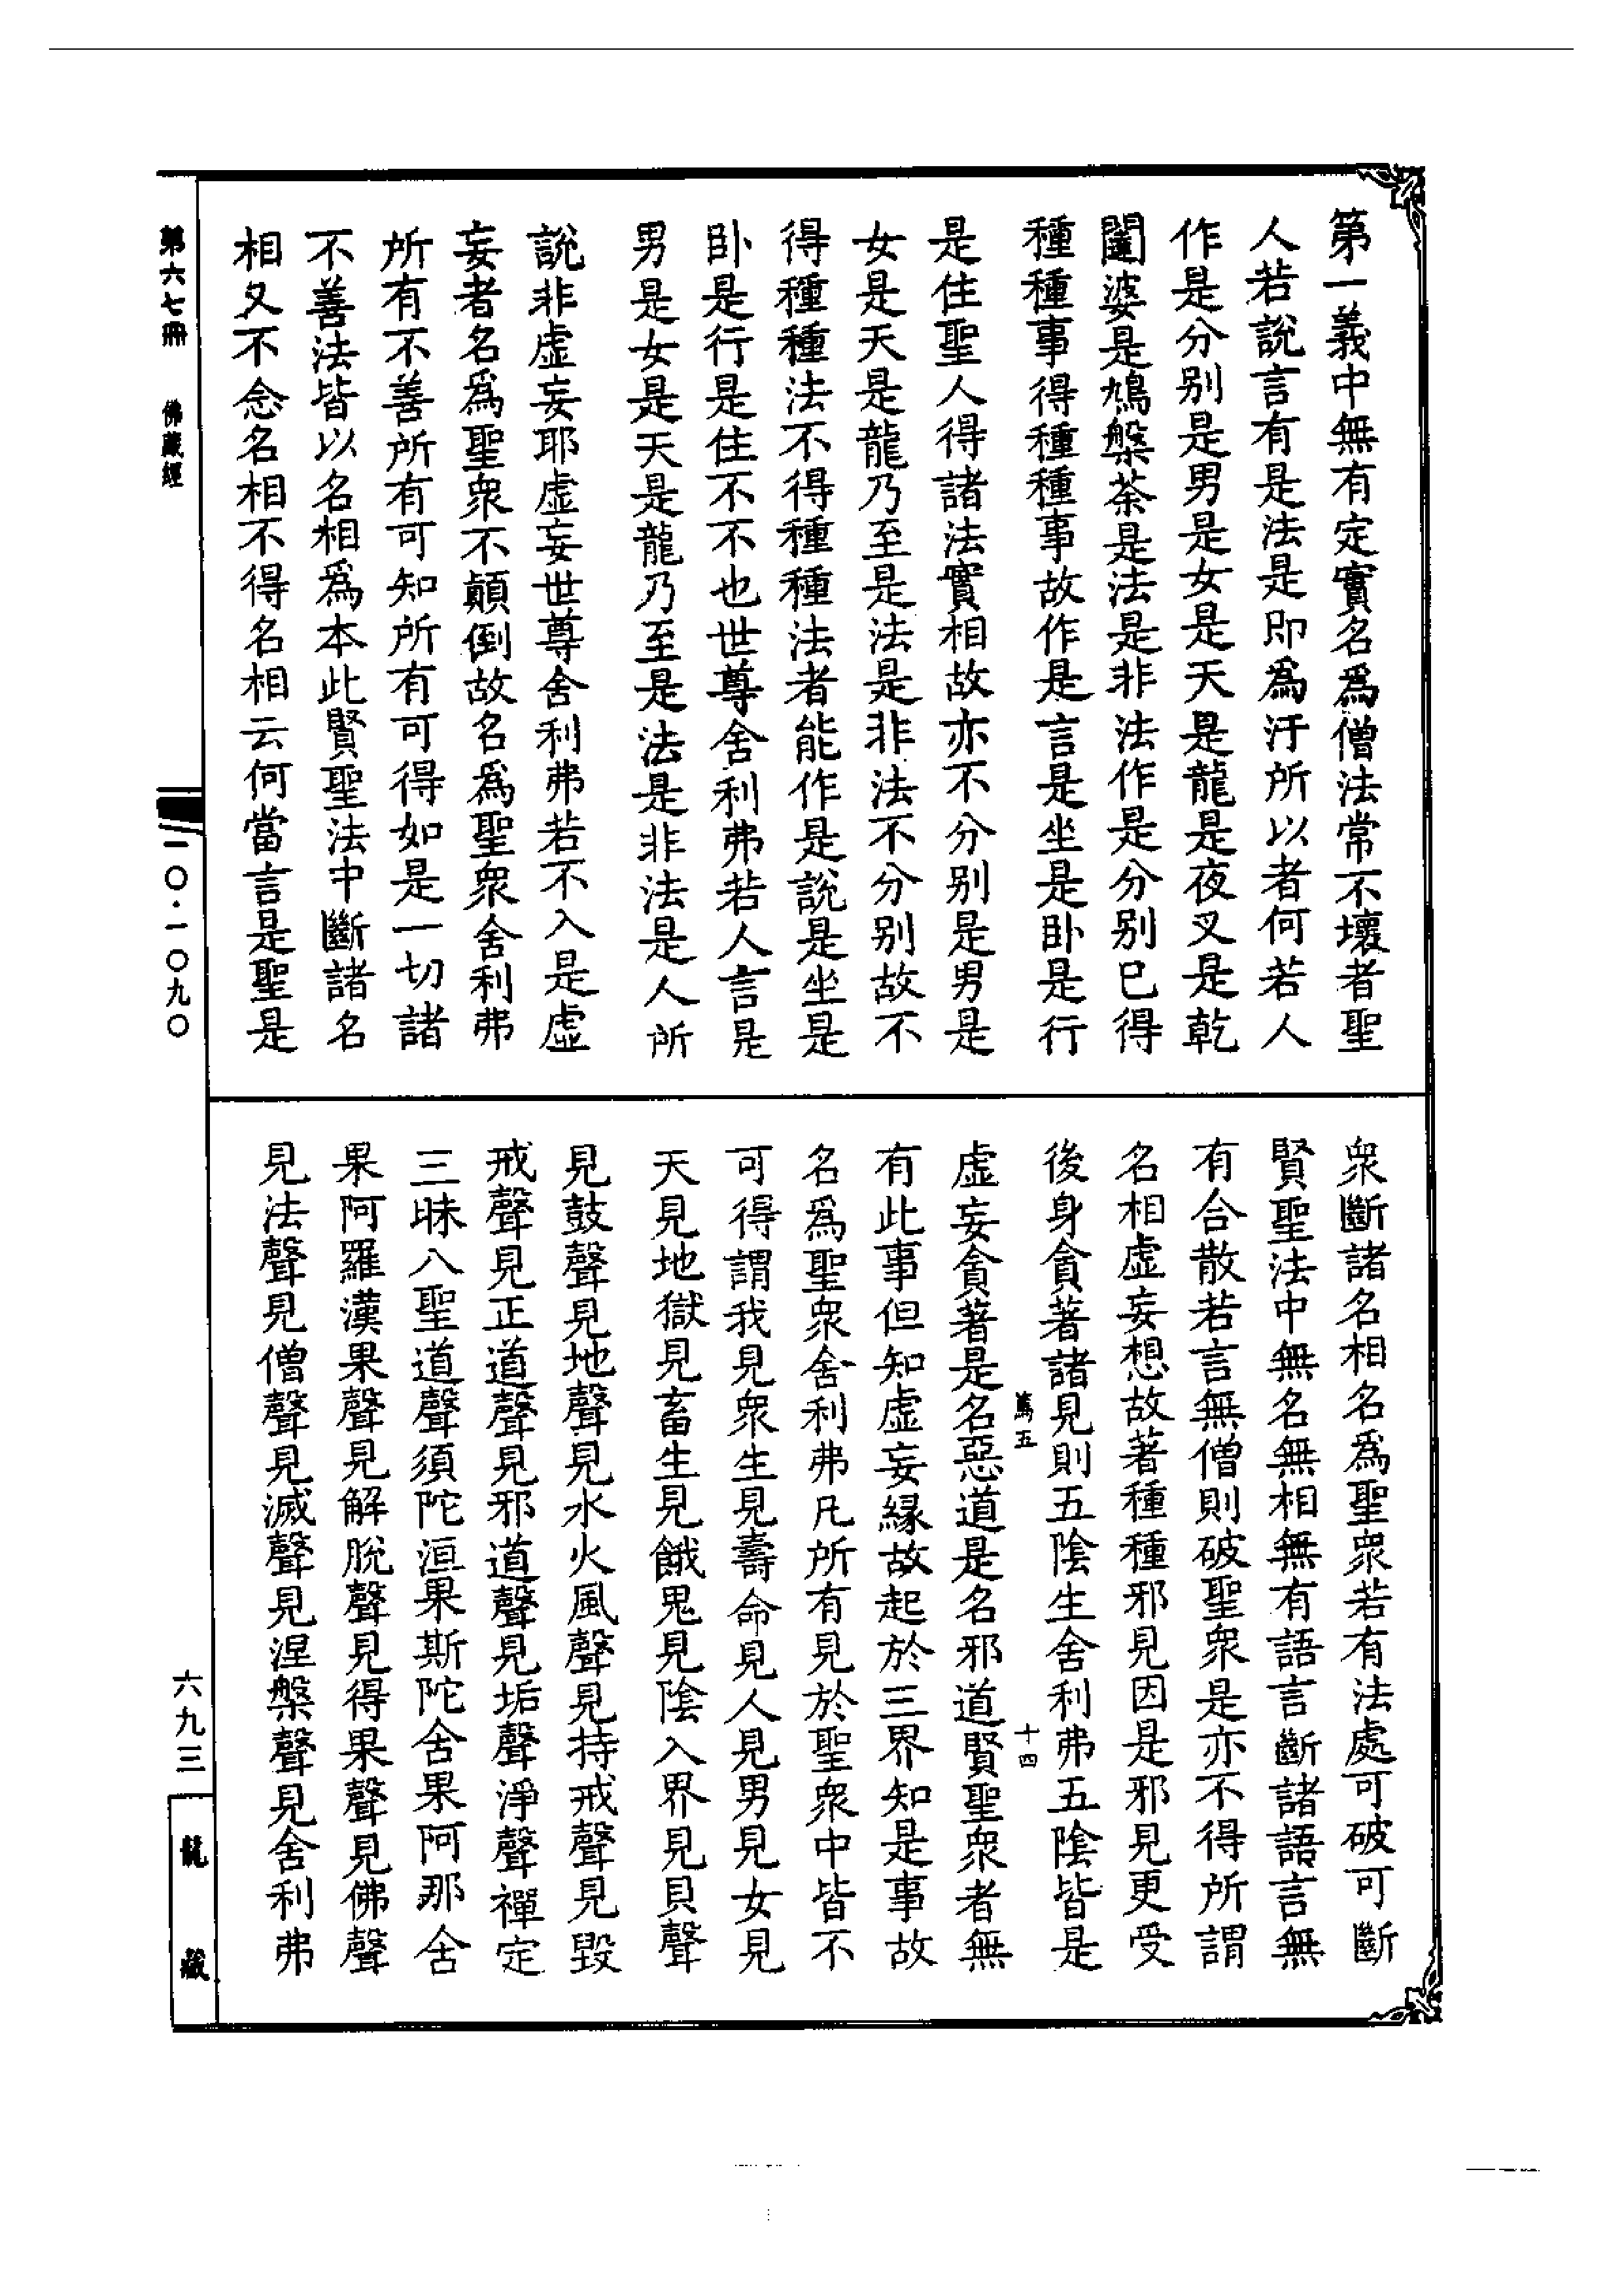 第一義中無有定實名爲僧法常不壞者聖
人若說言有是法是即爲汙所以者何若人
作是分別是男是女是天是龍是夜叉是乾
闥婆是鳩槃茶是法是非法作是分別已得
種種事得種種事故作是言是坐是卧是行
是住聖人得諸法實相故亦不分別是男是
女是天是龍乃至是法是非法不分別故不
得種種法不得種種法者能作是說是坐是
卧是行是住不不也世尊舍利弗若人言是
男是女是天是龍乃至是法是非法是人所
說非虛妄耶虛妄世尊舍利弗若不入是虛
妄者名爲聖衆不顛倒故名爲聖衆舍利弗
所有不善所有可知所有可得如是一切諸
不善法皆以名相爲本此賢聖法中斷諸名
相又不念名相不得名相云何當言是聖是
衆斷諸名相名爲聖衆若有法處可破可斷
賢聖法中無名無相無有語言斷諸語言無
有合散若言無僧則破聖衆是亦不得所謂
名相虛妄想故著種種邪見因是邪見更受
後身貪著諸見則五陰生舍利弗五陰皆是
篤五 十四
虛妄貪著是名惡道是名邪道賢聖衆者無
有此事但知虛妄緣故起於三界知是事故
名爲聖衆舍利弗凡所有見於聖衆中皆不
可得謂我見衆生見壽命見人見男見女見
天見地獄見畜生見餓鬼見陰入界見貝聲
見鼓聲見地聲見水火風聲見持戒聲見毀
戒聲見正道聲見邪道聲見垢聲淨聲禪定
三昧八聖道聲須陀洹果斯陀舍果阿那舍
果阿羅漢果聲見解脫聲見得果聲見佛聲
見法聲見僧聲見滅聲見涅槃聲見舍利弗
第六七冊 佛藏經
一〇·一〇九〇
六九三
龍藏